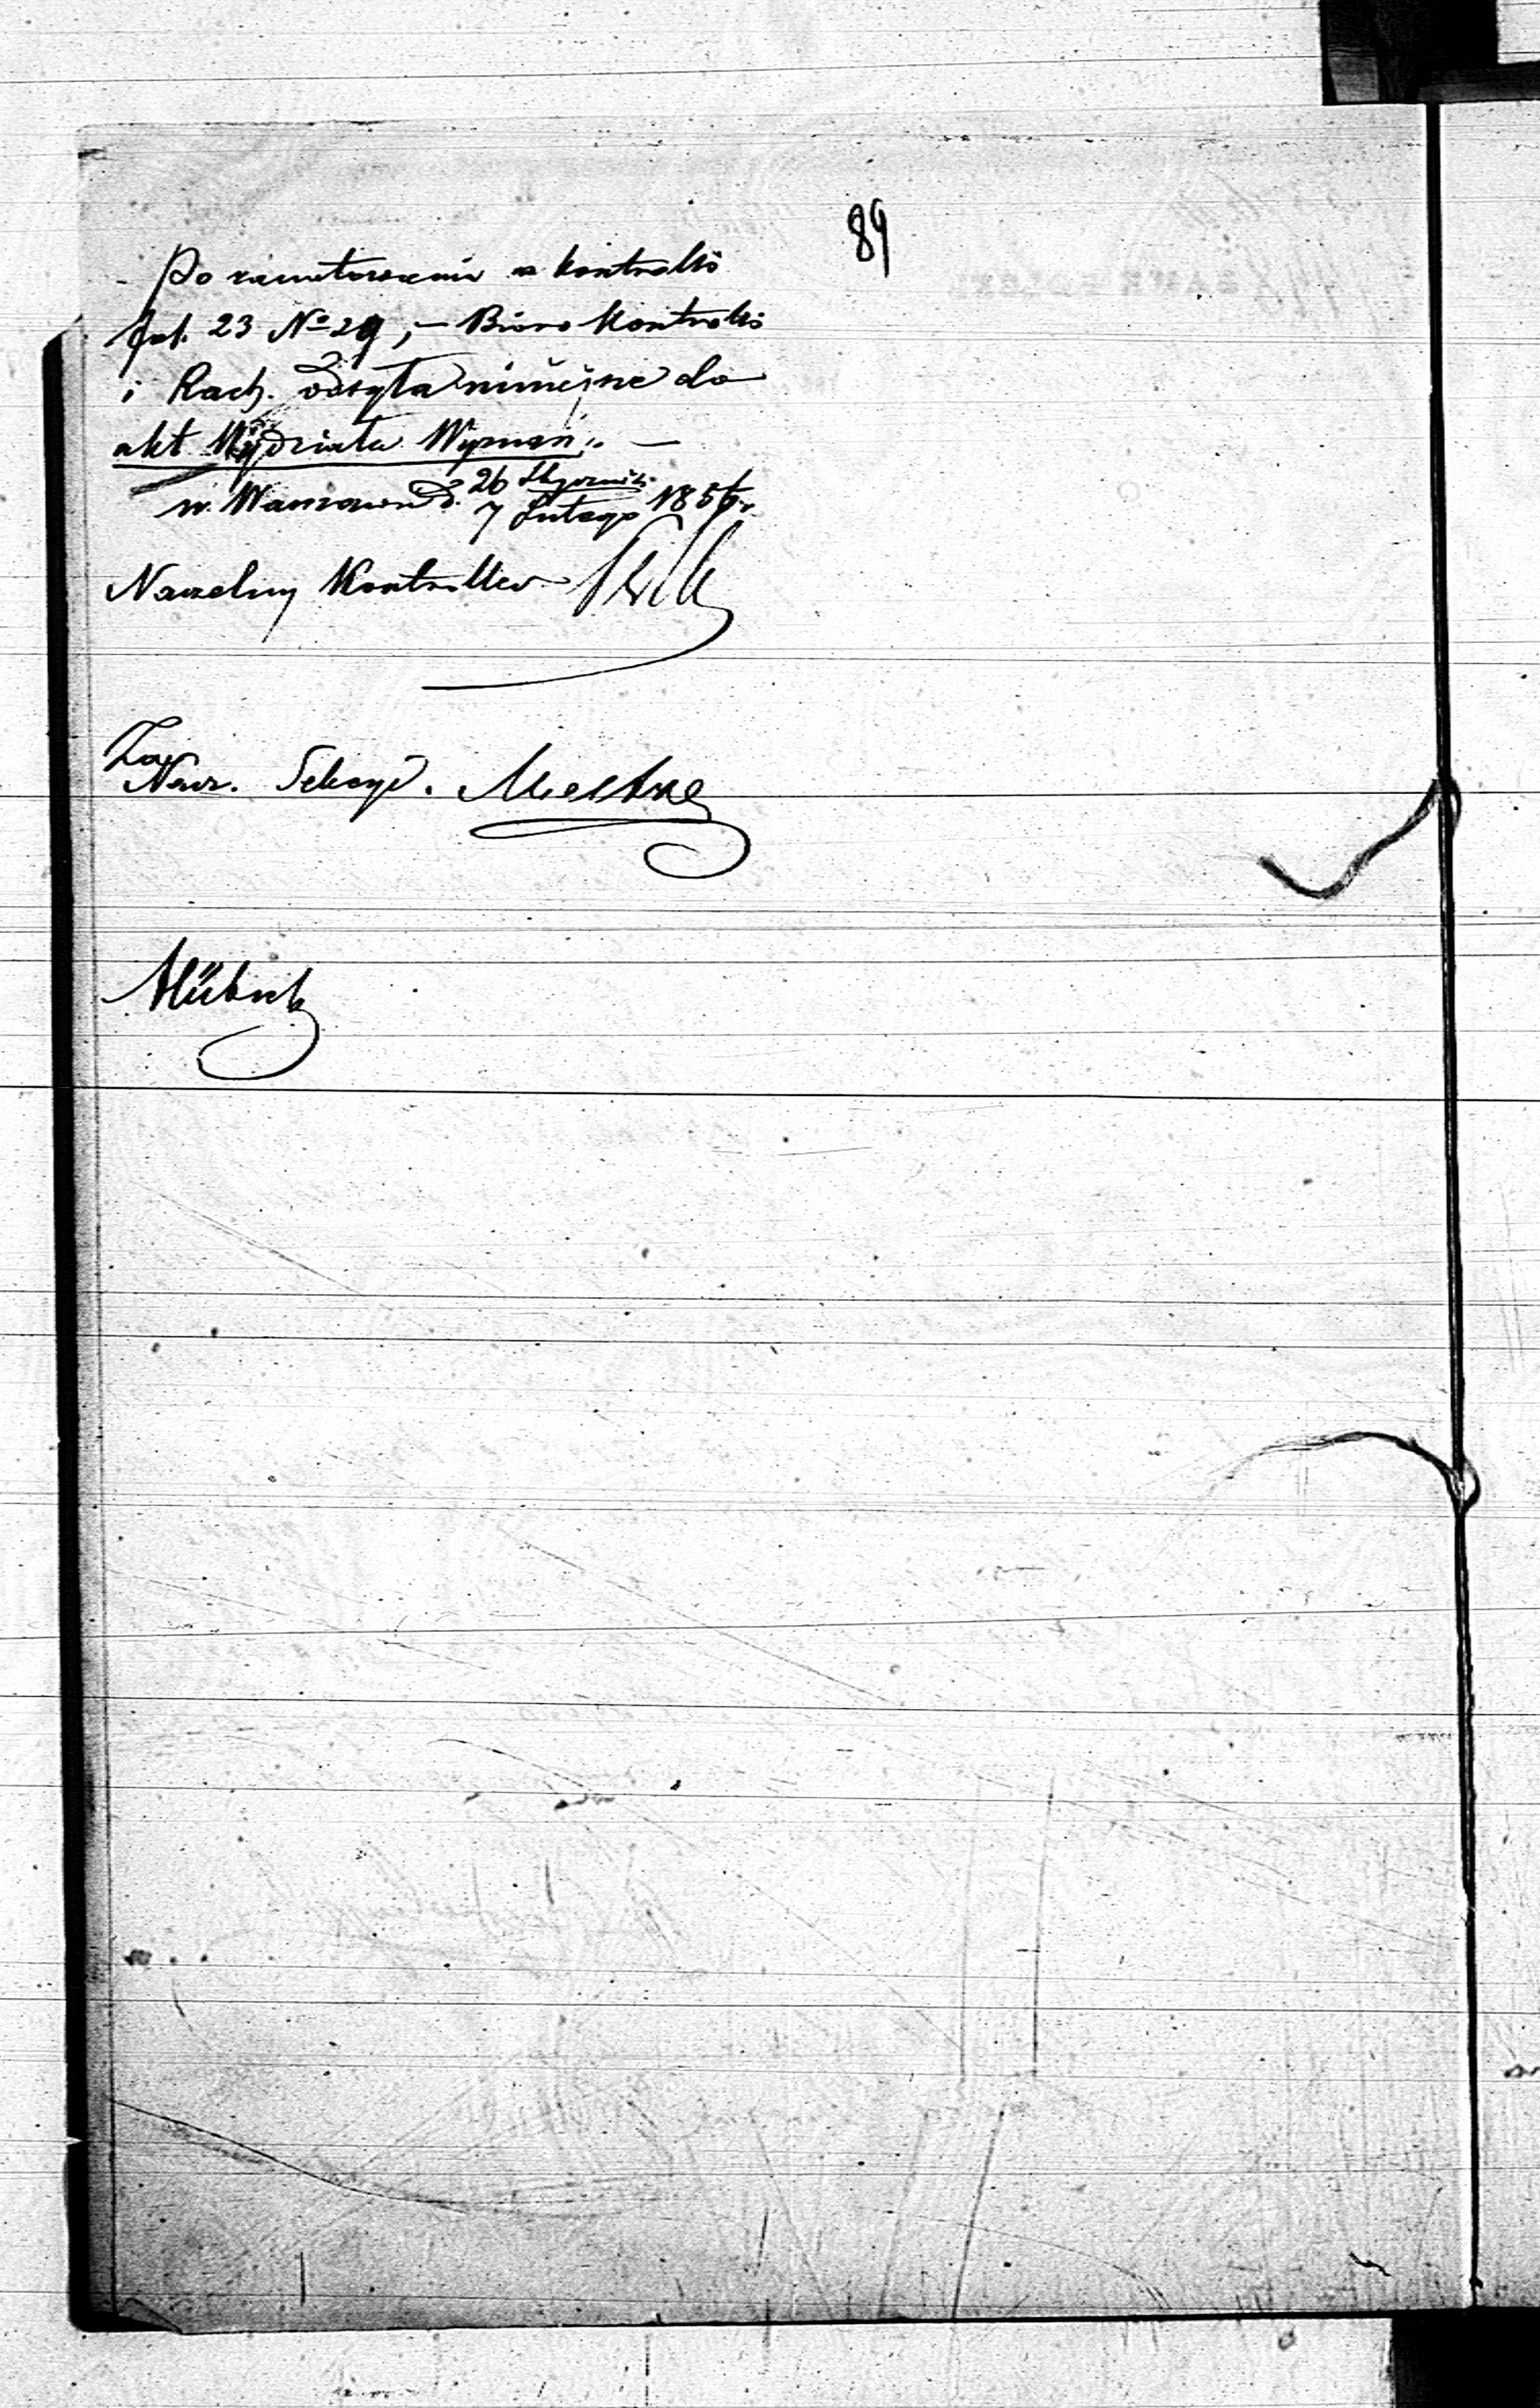 89
Po zanotowaniu w kontrolli
fol. 23 Nº 29, — Biuro Kontrolli
i Rach. odsyła niniejsze do
akt Wydziału Wyznań. —
w Warszawie d. 26 Stycznia
7 Lutego 1856 r.
Naczelny Kontroller
Za
Nacz. Sekcyi.